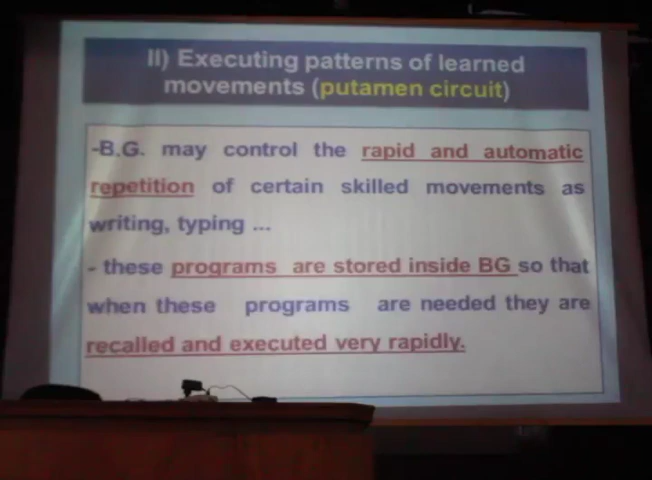 II) Executing patterns of learned
movements (putamen circuit)
-B.G. may control the rapid and automatic
repetition of certain skilled movements as
writing, typing ...
- these programs are stored inside BG so that
when these programs are needed they are
recalled and executed very rapidly.